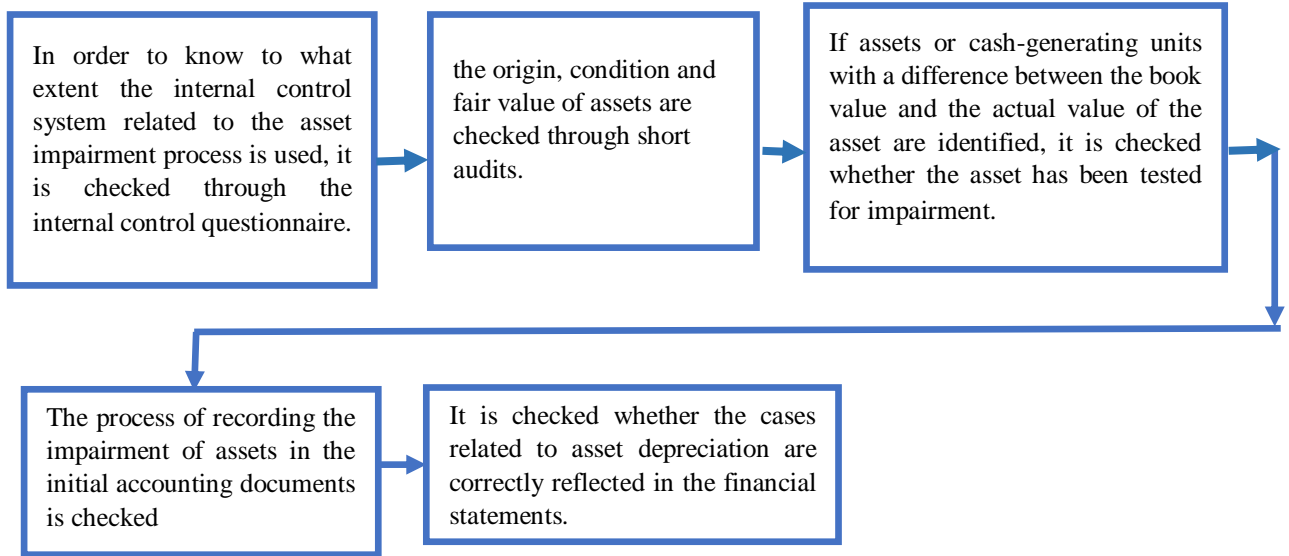 In order to know to what
extent the internal control
system related to the asset
impairment process is used, it
is checked through the
internal control questionnaire.
the origin, condition and
fair value of assets are
checked through short
audits.
If assets or cash-generating units
with a difference between the book
value and the actual value of the
asset are identified, it is checked
whether the asset has been tested
for impairment.
The process of recording the
impairment of assets in the
initial accounting documents
is checked
It is checked whether the cases
related to asset depreciation are
correctly reflected in the financial
statements.